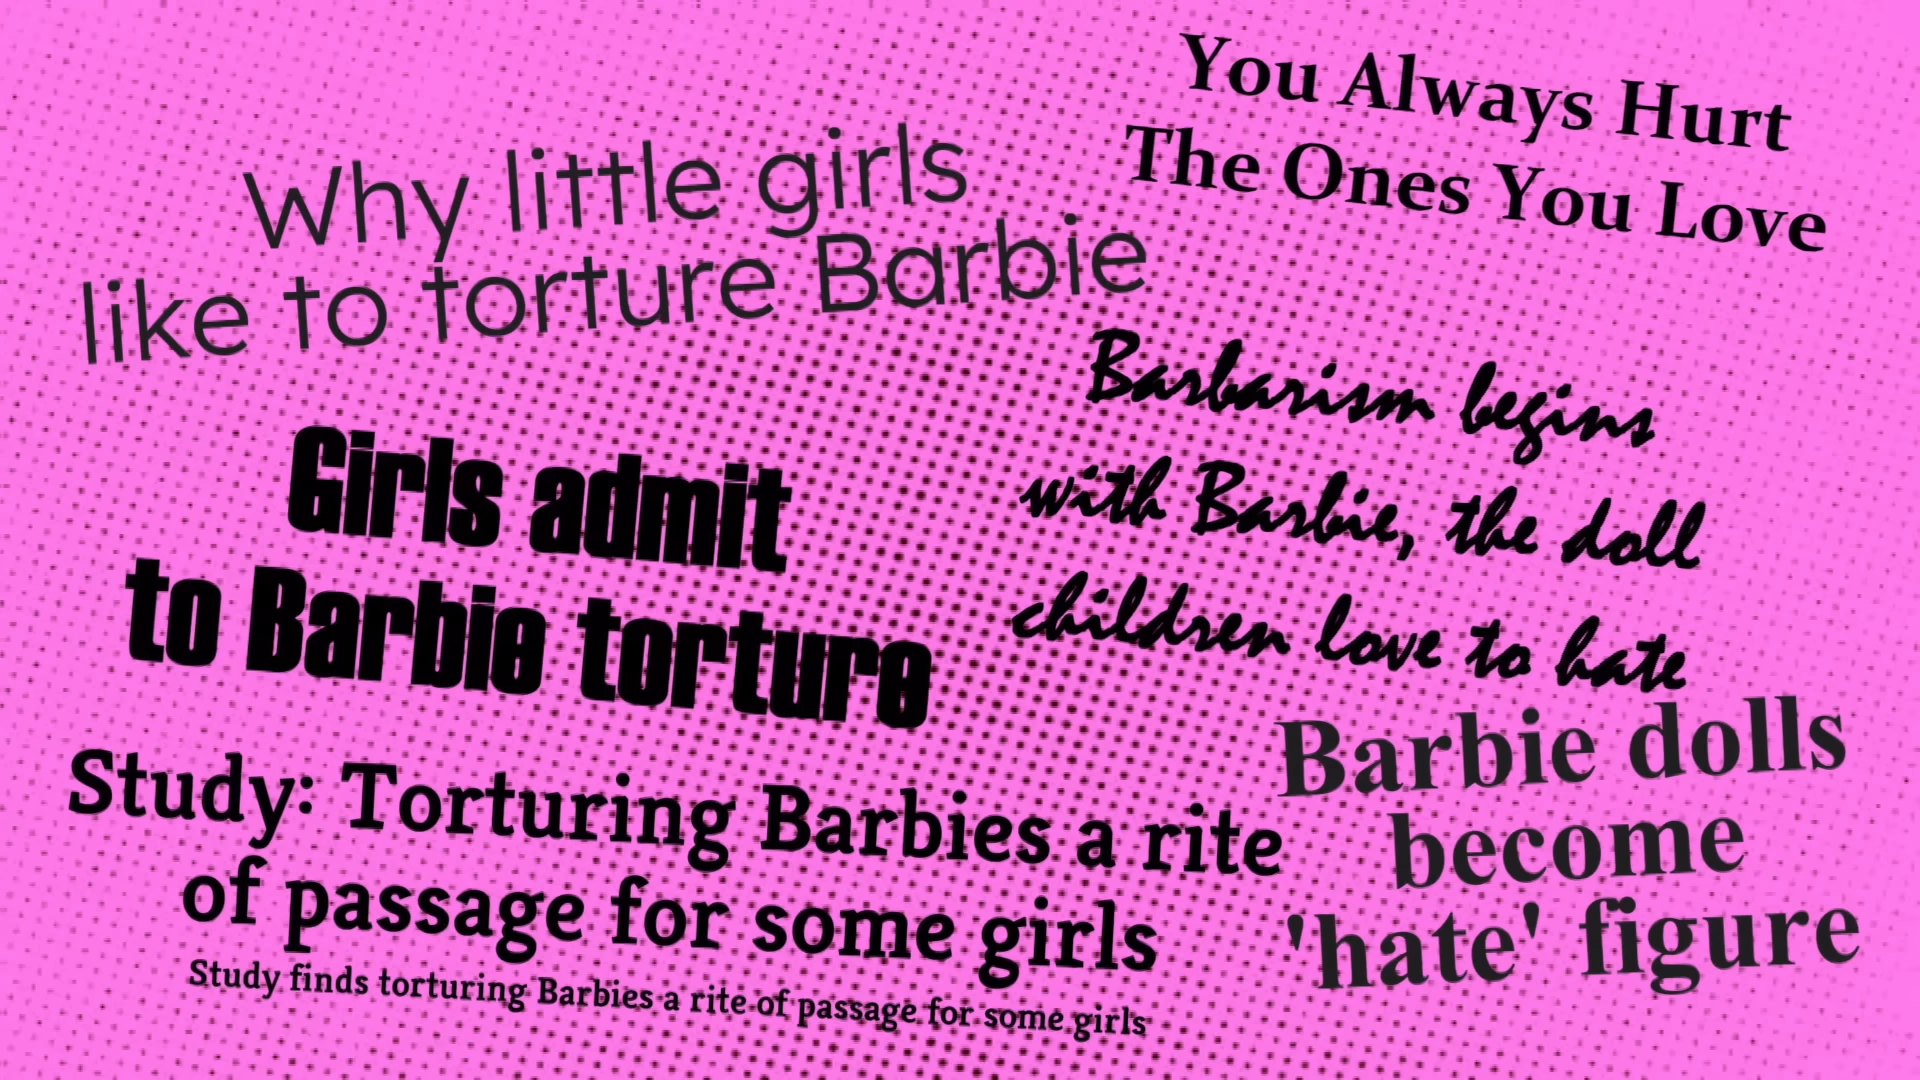 You Always Hurt
The Ones You Love
Why little girls
like to torture Barbie
Barbarism begins
with Barbie, the doll
children love to hate
Girls admit
to Barbie torture
Barbie dolls
become
'hate' figure
Study: Torturing Barbies a rite
of passage for some girls
Study finds torturing Barbies a rite of passage for some girls